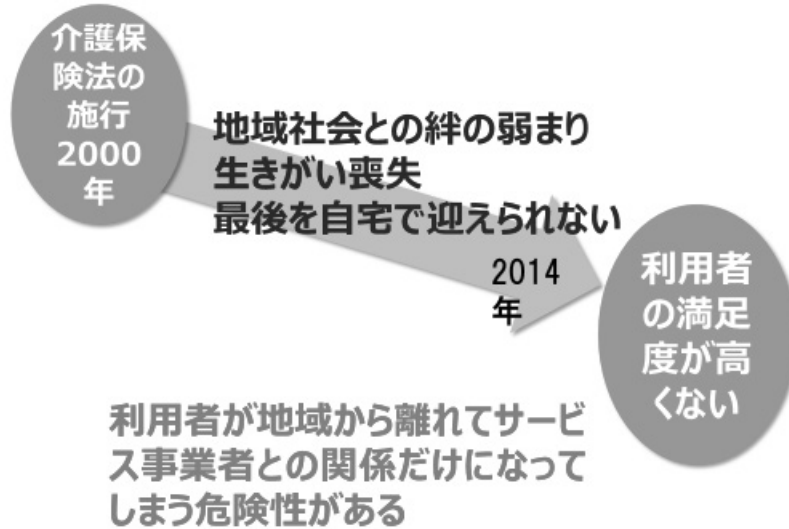 介護保
険法の
施行
2000
年
地域社会との絆の弱まり
生きがい喪失
最後を自宅で迎えられない
2014
年
利用者
の満足
度が高
くない
利用者が地域から離れてサービ
ス事業者との関係だけになって
しまう危険性がある